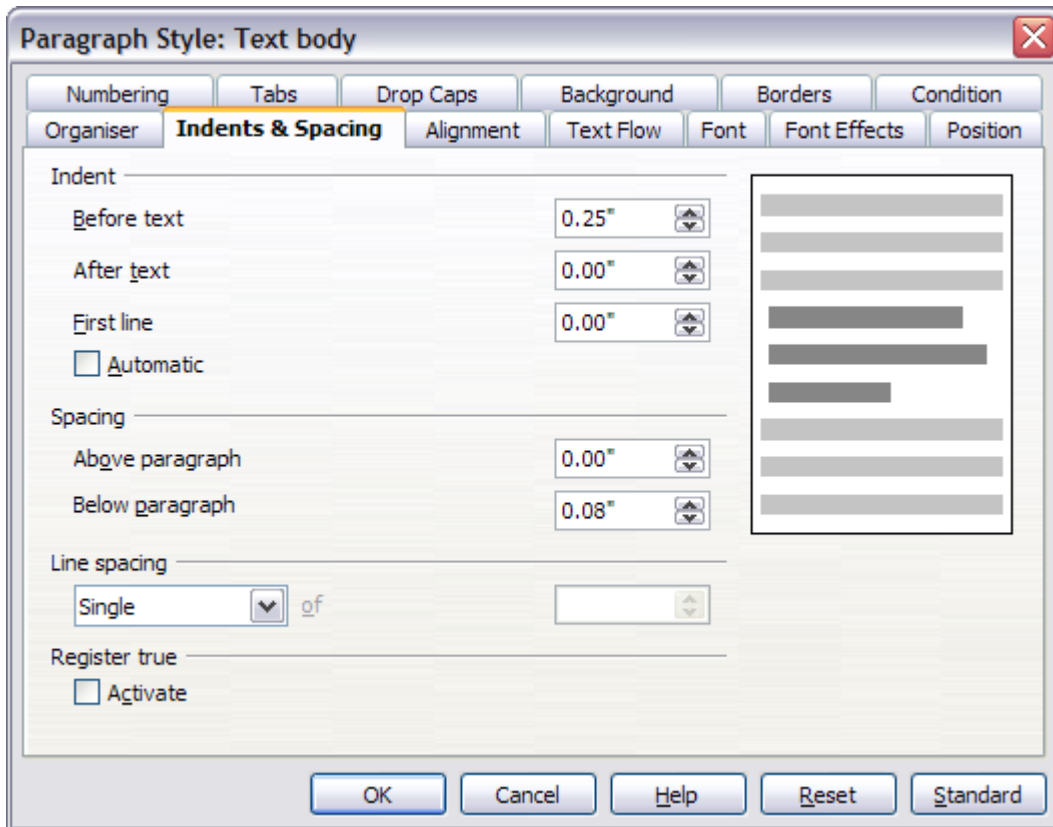 Paragraph Style: Text body
Numbering Tabs Drop Caps Background Borders Condition
Organiser Indents & Spacing Alignment Text Flow Font Font Effects Position
Indent
Before text 0.25"
After text 0.00"
First line 0.00"
Automatic
Spacing
Above paragraph 0.00"
Below paragraph 0.08"
Line spacing
Single of
Register true
Activate
OK Cancel Help Reset Standard